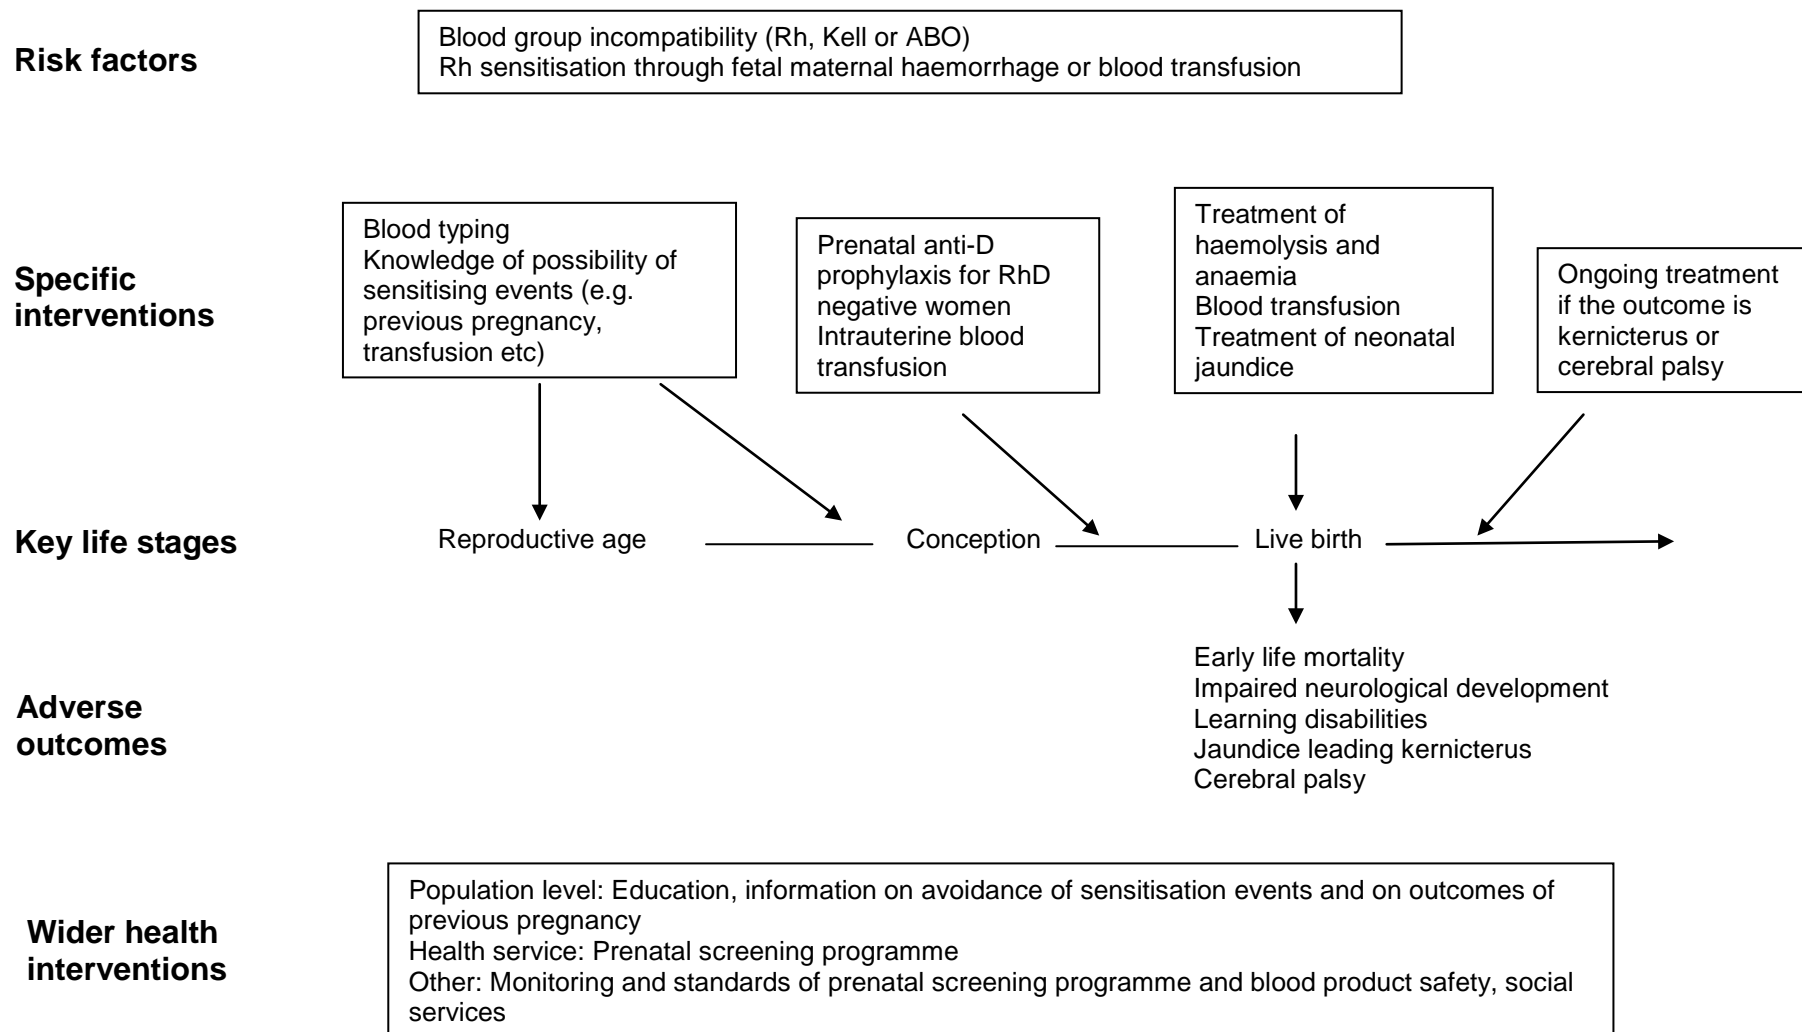 Risk factors
Blood group incompatibility (Rh, Kell or ABO)
Rh sensitisation through fetal maternal haemorrhage or blood transfusion
Specific
interventions
Blood typing
Knowledge of possibility of
sensitising events (e.g.
previous pregnancy,
transfusion etc)
Prenatal anti-D
prophylaxis for RhD
negative women
Intrauterine blood
transfusion
Treatment of
haemolysis and
anaemia
Blood transfusion
Treatment of neonatal
jaundice
Ongoing treatment
if the outcome is
kernicterus or
cerebral palsy
Key life stages
Reproductive age
Conception
Live birth
Adverse
outcomes
Early life mortality
Impaired neurological development
Learning disabilities
Jaundice leading kernicterus
Cerebral palsy
Wider health
interventions
Population level: Education, information on avoidance of sensitisation events and on outcomes of
previous pregnancy
Health service: Prenatal screening programme
Other: Monitoring and standards of prenatal screening programme and blood product safety, social
services